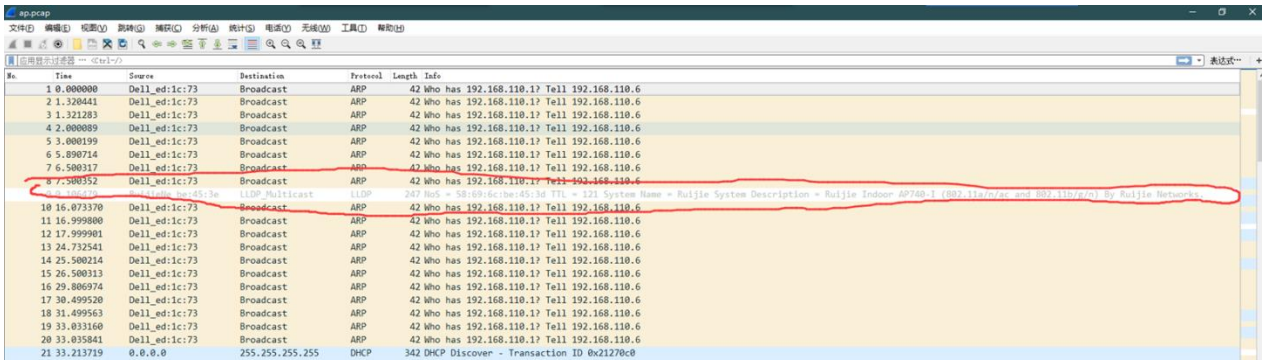 ap.pcap
文件(F) 编辑(E) 视图(V) 跳转(G) 捕获(C) 分析(A) 统计(S) 电话(Y) 无线(W) 工具(T) 帮助(H)
应用显示过滤器 … <Ctrl-/> 表达式… +
No. Time Source Destination Protocol Length Info
1 0.000000 Dell_ed:1c:73 Broadcast ARP 42 Who has 192.168.110.1? Tell 192.168.110.6
2 1.320441 Dell_ed:1c:73 Broadcast ARP 42 Who has 192.168.110.1? Tell 192.168.110.6
3 1.321283 Dell_ed:1c:73 Broadcast ARP 42 Who has 192.168.110.1? Tell 192.168.110.6
4 2.000089 Dell_ed:1c:73 Broadcast ARP 42 Who has 192.168.110.1? Tell 192.168.110.6
5 3.000199 Dell_ed:1c:73 Broadcast ARP 42 Who has 192.168.110.1? Tell 192.168.110.6
6 5.890714 Dell_ed:1c:73 Broadcast ARP 42 Who has 192.168.110.1? Tell 192.168.110.6
7 6.500317 Dell_ed:1c:73 Broadcast ARP 42 Who has 192.168.110.1? Tell 192.168.110.6
8 7.500352 Dell_ed:1c:73 Broadcast ARP 42 Who has 192.168.110.1? Tell 192.168.110.6
LLDP_Multicast LLDP 247 = 58:69:6c:be:45:3d TTL = 121 System Name = Ruijie System Description = Ruijie Indoor AP740-I (802.11a/n/ac and 802.11b/g/n) By Ruijie Networks.
10 16.073370 Dell_ed:1c:73 Broadcast ARP 42 Who has 192.168.110.1? Tell 192.168.110.6
11 16.999800 Dell_ed:1c:73 Broadcast ARP 42 Who has 192.168.110.1? Tell 192.168.110.6
12 17.999901 Dell_ed:1c:73 Broadcast ARP 42 Who has 192.168.110.1? Tell 192.168.110.6
13 24.732541 Dell_ed:1c:73 Broadcast ARP 42 Who has 192.168.110.1? Tell 192.168.110.6
14 25.500214 Dell_ed:1c:73 Broadcast ARP 42 Who has 192.168.110.1? Tell 192.168.110.6
15 26.500313 Dell_ed:1c:73 Broadcast ARP 42 Who has 192.168.110.1? Tell 192.168.110.6
16 29.806974 Dell_ed:1c:73 Broadcast ARP 42 Who has 192.168.110.1? Tell 192.168.110.6
17 30.499520 Dell_ed:1c:73 Broadcast ARP 42 Who has 192.168.110.1? Tell 192.168.110.6
18 31.499563 Dell_ed:1c:73 Broadcast ARP 42 Who has 192.168.110.1? Tell 192.168.110.6
19 33.033160 Dell_ed:1c:73 Broadcast ARP 42 Who has 192.168.110.1? Tell 192.168.110.6
20 33.035841 Dell_ed:1c:73 Broadcast ARP 42 Who has 192.168.110.1? Tell 192.168.110.6
21 33.213719 0.0.0.0 255.255.255.255 DHCP 342 DHCP Discover - Transaction ID 0x21270c0